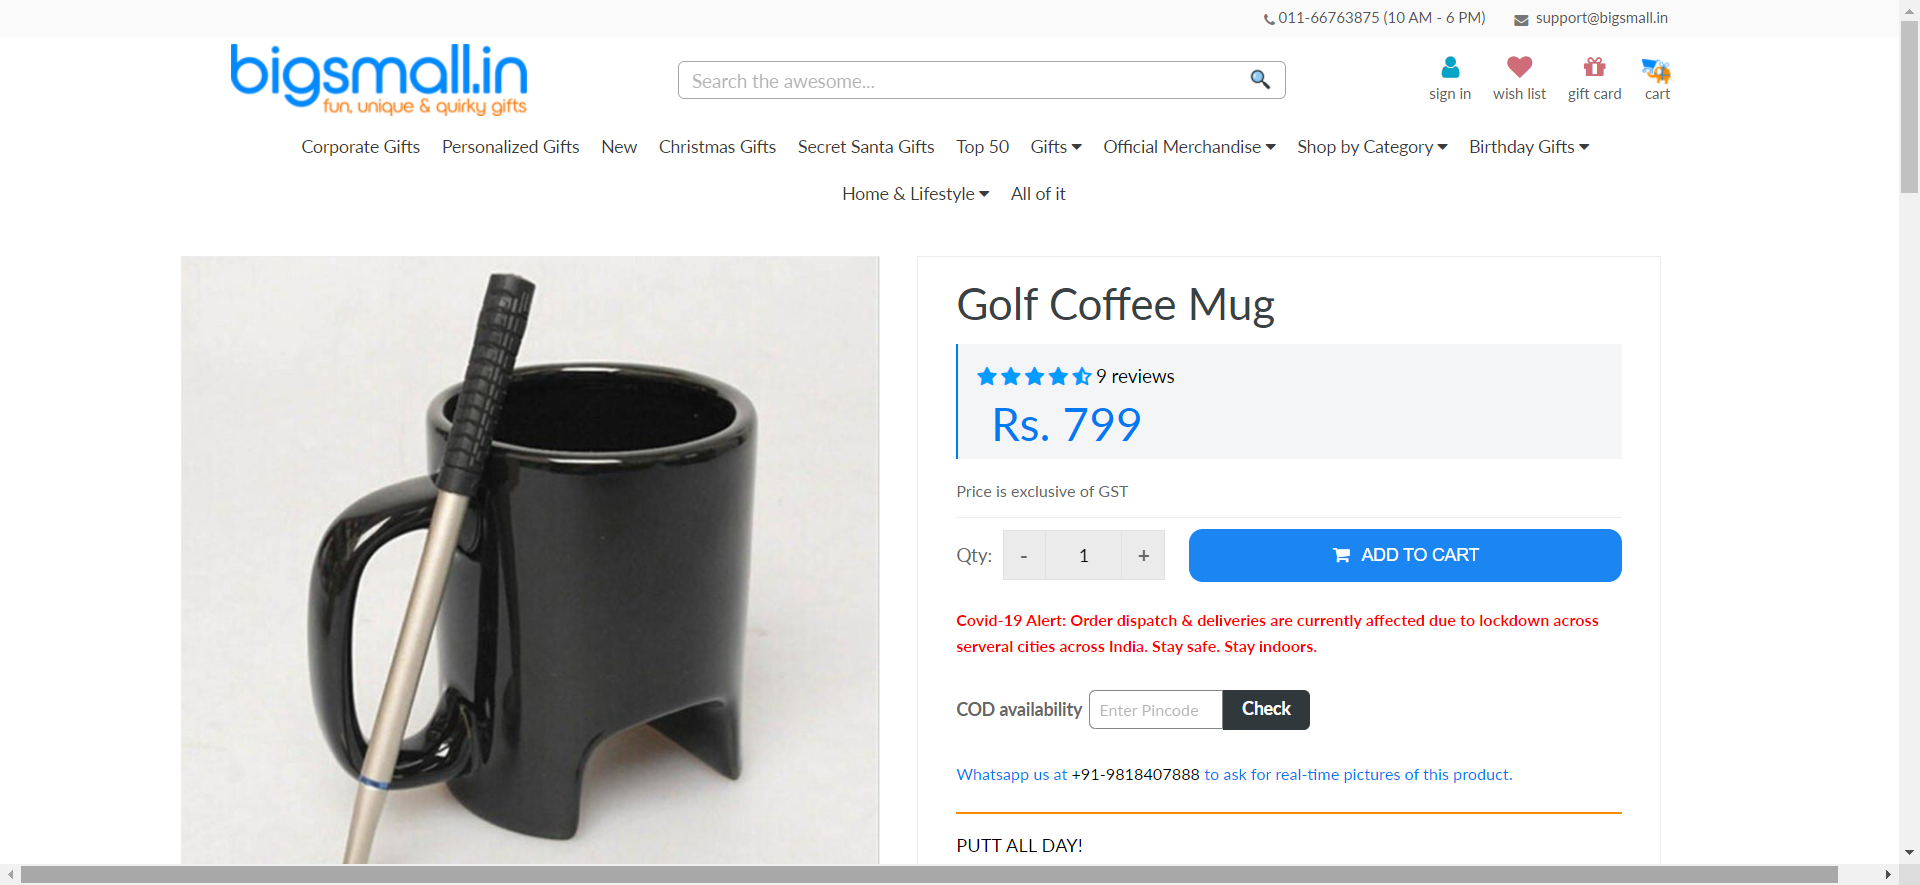 011-66763875 (10 AM - 6 PM) support@bigsmall.in
bigsmall.in
fun, unique & quirky gifts
Search the awesome...
sign in wish list gift card cart
Corporate Gifts Personalized Gifts New Christmas Gifts Secret Santa Gifts Top 50 Gifts Official Merchandise Shop by Category Birthday Gifts
Home & Lifestyle All of it
Golf Coffee Mug
9 reviews
Rs. 799
Price is exclusive of GST
Qty: - 1 + ADD TO CART
Covid-19 Alert: Order dispatch & deliveries are currently affected due to lockdown across
serveral cities across India. Stay safe. Stay indoors.
COD availability Enter Pincode Check
Whatsapp us at +91-9818407888 to ask for real-time pictures of this product.
PUTT ALL DAY!